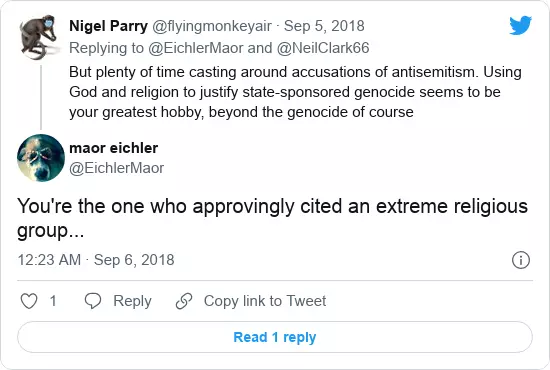 Nigel Parry @flyingmonkeyair · Sep 5, 2018
Replying to @EichlerMaor and @NeilClark66
But plenty of time casting around accusations of antisemitism. Using
God and religion to justify state-sponsored genocide seems to be
your greatest hobby, beyond the genocide of course
maor eichler
@EichlerMaor
You're the one who approvingly cited an extreme religious
group...
12:23 AM · Sep 6, 2018
1 Reply Copy link to Tweet
Read 1 reply